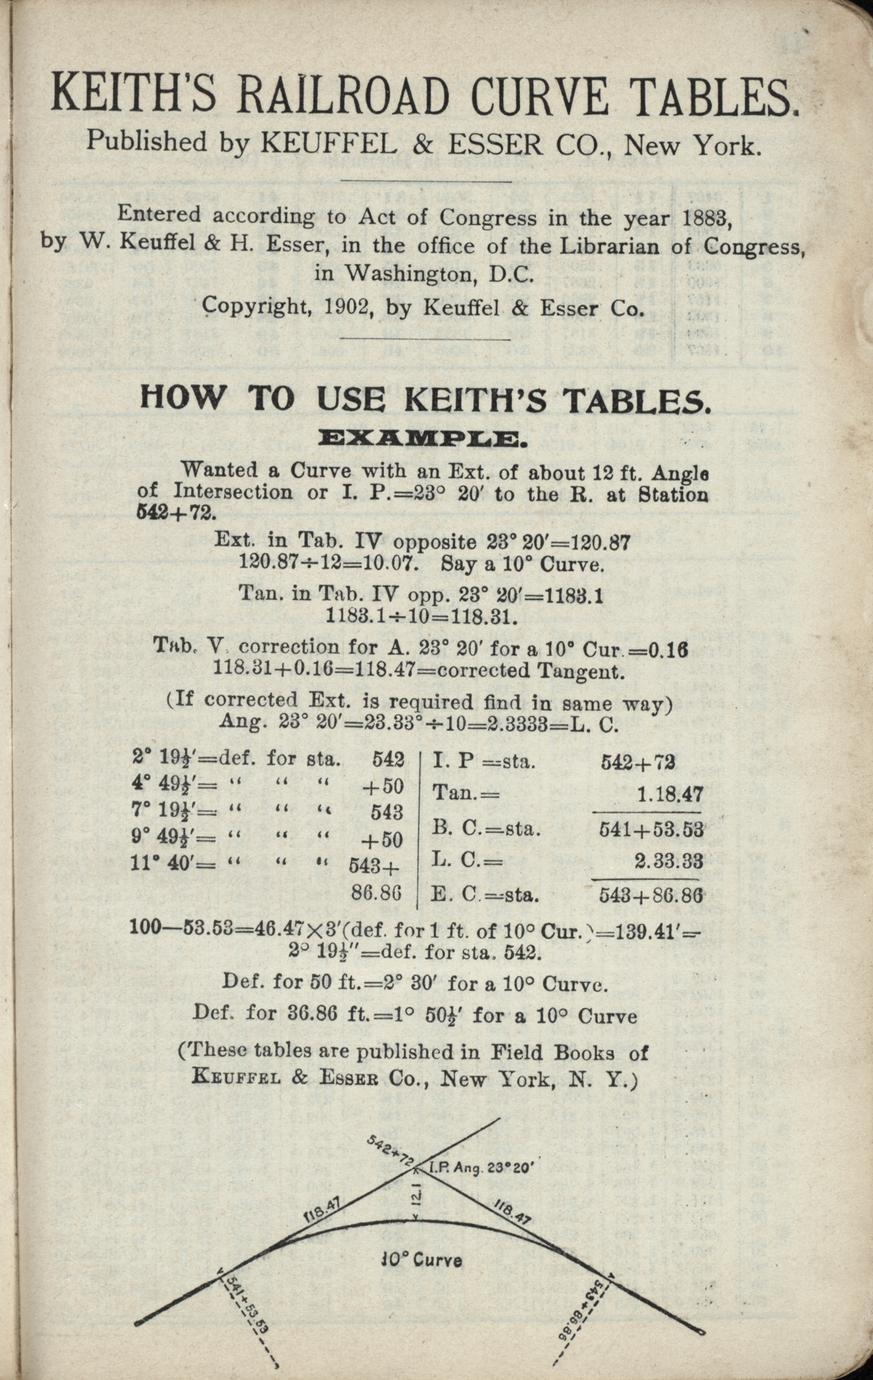 KEITH'S RAILROAD CURVE TABLES.
Published by KEUFFEL & ESSER CO., New York.
Entered according to Act of Congress in the year 1883,
by W. Keuffel & H. Esser, in the office of the Librarian of Congress,
in Washington, D.C.
Copyright, 1902, by Keuffel & Esser Co.
HOW TO USE KEITH'S TABLES.
EXAMPLE.
Wanted a Curve with an Ext. of about 12 ft. Angle
of Intersection or I. P.=23° 20′ to the R. at Station
542+72.
Ext. in Tab. IV opposite 23° 20′=120.87
120.87÷12=10.07. Say a 10° Curve.
Tan. in Tab. IV opp. 23° 20′=1183.1
1183.1÷10=118.31.
Tab. V. correction for A. 23° 20′ for a 10° Cur.=0.16
118.31+0.16=118.47=corrected Tangent.
(If corrected Ext. is required find in same way)
Ang. 23° 20′=23.33°÷10=2.3333=L. C.
2° 19½′=def. for sta. 542
4° 49½′= “ “ “ +50
7° 19½′= “ “ “ 543
9° 49½′= “ “ “ +50
11° 40′= “ “ “ 543+
86.86
I. P =sta. 542+72
Tan.= 1.18.47
B. C.=sta. 541+53.53
L. C.= 2.33.33
E. C.=sta. 543+86.86
100—53.53=46.47×3′(def. for 1 ft. of 10° Cur.)=139.41′=
2° 19½″=def. for sta. 542.
Def. for 50 ft.=2° 30′ for a 10° Curve.
Def. for 36.86 ft.=1° 50½′ for a 10° Curve
(These tables are published in Field Books of
KEUFFEL & ESSER Co., New York, N. Y.)
542+72
I.P. Ang. 23°20′
118.47
12.1
118.47
10° Curve
541+53.53
543+86.86